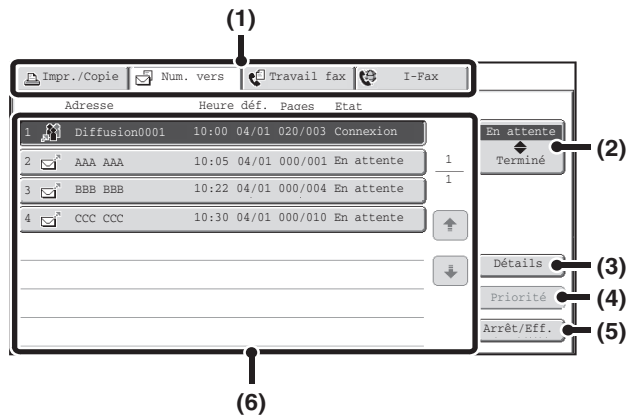 (1)
Impr./Copie Num. vers Travail fax I-Fax
Adresse Heure déf. Pages Etat
1 Diffusion0001 10:00 04/01 020/003 Connexion
2 AAA AAA 10:05 04/01 000/001 En attente
3 BBB BBB 10:22 04/01 000/004 En attente
4 CCC CCC 10:30 04/01 000/010 En attente
1
1
En attente
Terminé
(2)
Détails (3)
Priorité (4)
Arrêt/Eff. (5)
(6)